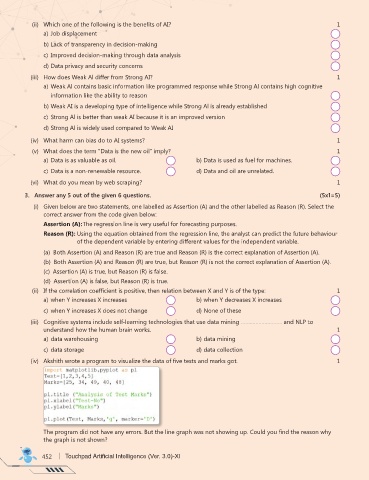 (ii) Which one of the following is the benefits of AI? 1
a) Job displacement
b) Lack of transparency in decision-making
c) Improved decision-making through data analysis
d) Data privacy and security concerns
(iii) How does Weak AI differ from Strong AI? 1
a) Weak AI contains basic information like programmed response while Strong AI contains high cognitive
information like the ability to reason
b) Weak AI is a developing type of intelligence while Strong AI is already established
c) Strong AI is better than weak AI because it is an improved version
d) Strong AI is widely used compared to Weak AI
(iv) What harm can bias do to AI systems? 1
(v) What does the term "Data is the new oil" imply? 1
a) Data is as valuable as oil. b) Data is used as fuel for machines.
c) Data is a non-renewable resource. d) Data and oil are unrelated.
(vi) What do you mean by web scraping? 1
3. Answer any 5 out of the given 6 questions. (5x1=5)
(i) Given below are two statements, one labelled as Assertion (A) and the other labelled as Reason (R). Select the
correct answer from the code given below:
Assertion (A): The regression line is very useful for forecasting purposes.
Reason (R): Using the equation obtained from the regression line, the analyst can predict the future behaviour
of the dependent variable by entering different values for the independent variable.
(a) Both Assertion (A) and Reason (R) are true and Reason (R) is the correct explanation of Assertion (A).
(b) Both Assertion (A) and Reason (R) are true, but Reason (R) is not the correct explanation of Assertion (A).
(c) Assertion (A) is true, but Reason (R) is false.
(d) Assertion (A) is false, but Reason (R) is true.
(ii) If the correlation coefficient is positive, then relation between X and Y is of the type: 1
a) when Y increases X increases b) when Y decreases X increases
c) when Y increases X does not change d) None of these
(iii) Cognitive systems include self-learning technologies that use data mining ........................ and NLP to
understand how the human brain works. 1
a) data warehousing b) data mining
c) data storage d) data collection
(iv) Akshith wrote a program to visualize the data of five tests and marks got. 1
import matplotlib.pyplot as pl
Test=[1,2,3,4,5]
Marks=[25, 34, 49, 40, 48]
pl.title ("Analysis of Test Marks")
pl.xlabel("Test-No")
pl.ylabel("Marks")
pl.plot(Test, Marks,'g', marker='D')
The program did not have any errors. But the line graph was not showing up. Could you find the reason why
the graph is not shown?
452 Touchpad Artificial Intelligence (Ver. 3.0)-XI